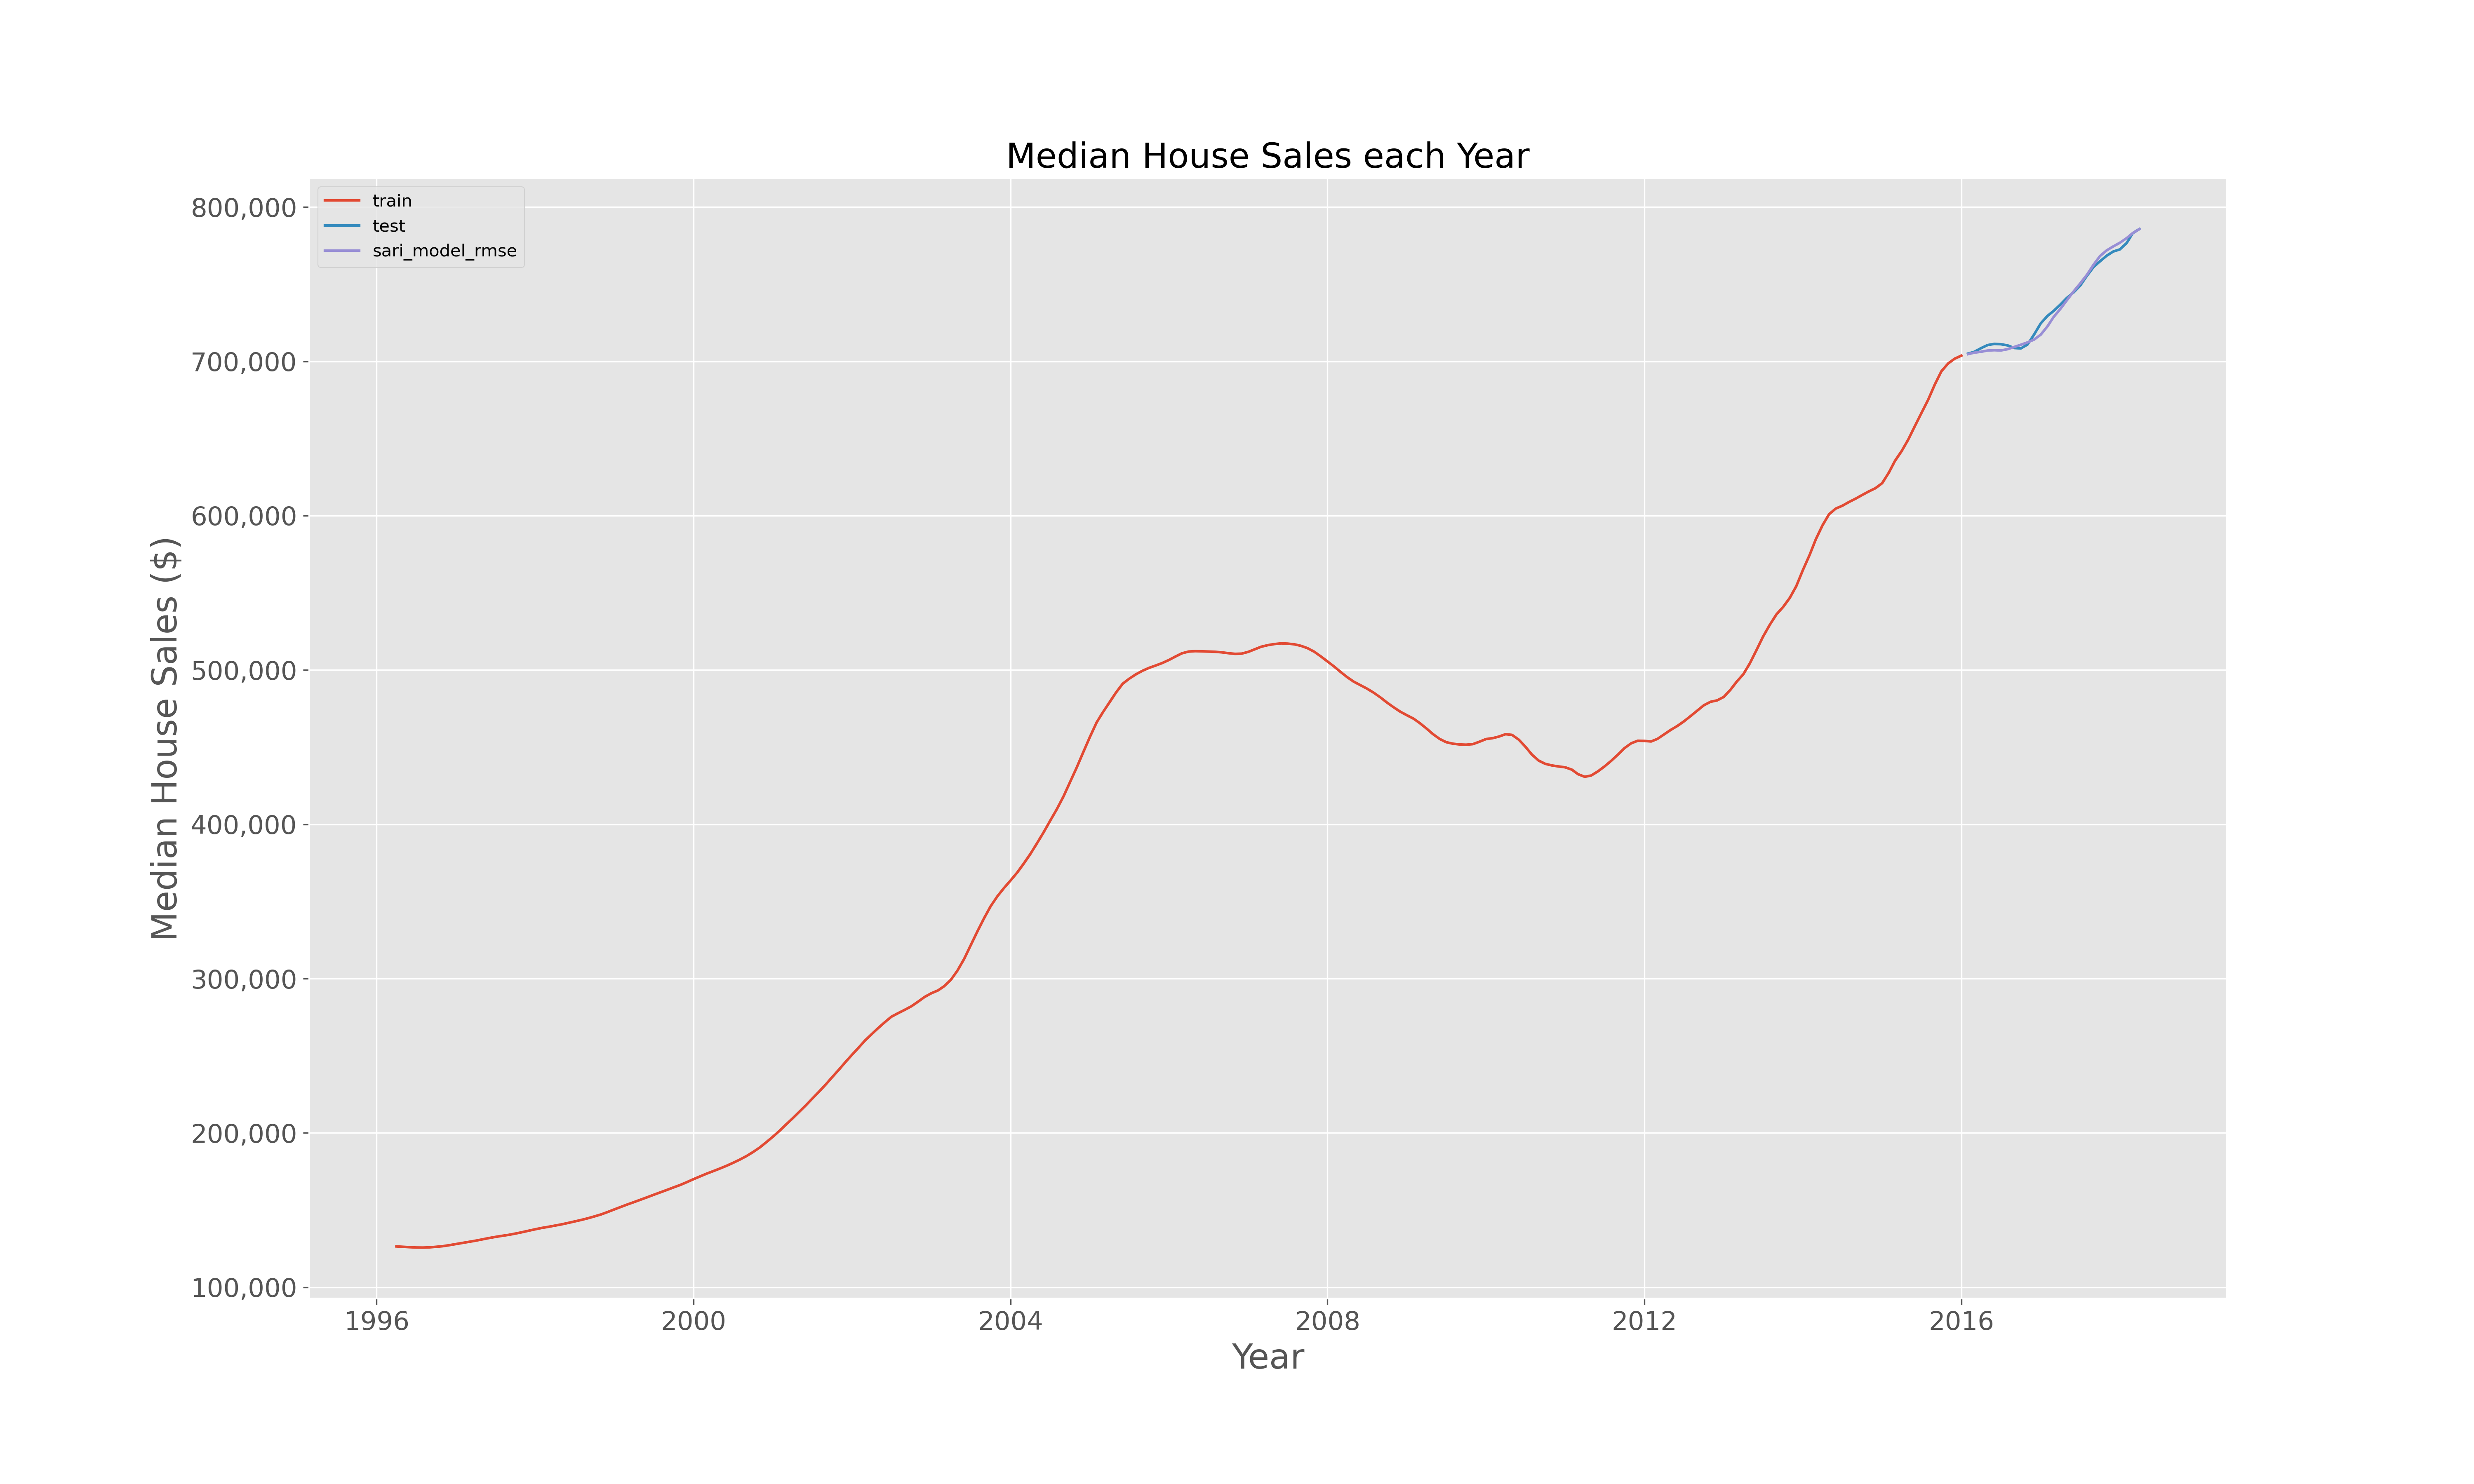 Median House Sales each Year
train
test
sari_model_rmse
800,000
700,000
600,000
500,000
400,000
300,000
200,000
100,000
Median House Sales ($)
1996 2000 2004 2008 2012 2016
Year